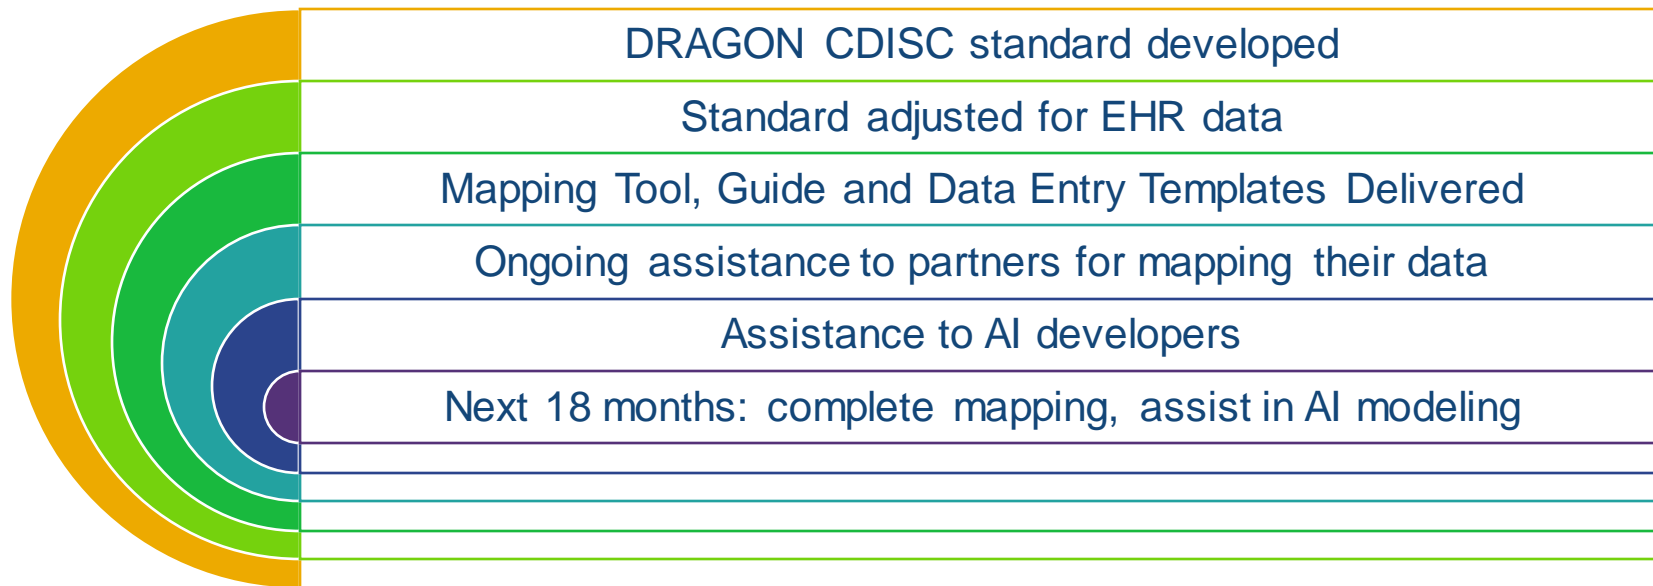 DRAGON CDISC standard developed
Standard adjusted for EHR data
Mapping Tool, Guide and Data Entry Templates Delivered
Ongoing assistance to partners for mapping their data
Assistance to AI developers
Next 18 months: complete mapping, assist in AI modeling